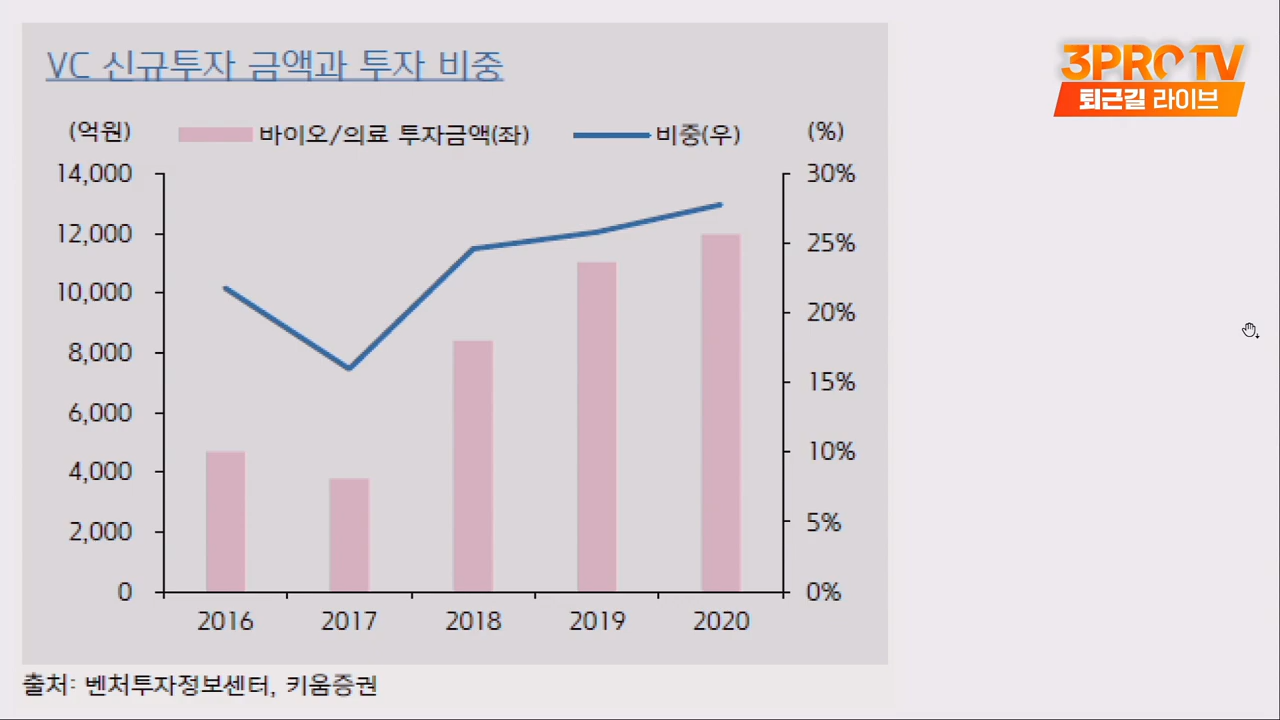 VC 신규투자 금액과 투자 비중
3PROTV
퇴근길 라이브
(억원) 바이오/의료 투자금액(좌) 비중(우) (%)
14,000 30%
12,000 25%
10,000 20%
8,000 15%
6,000 10%
4,000 5%
2,000 0%
0
2016 2017 2018 2019 2020
출처: 벤처투자정보센터, 키움증권